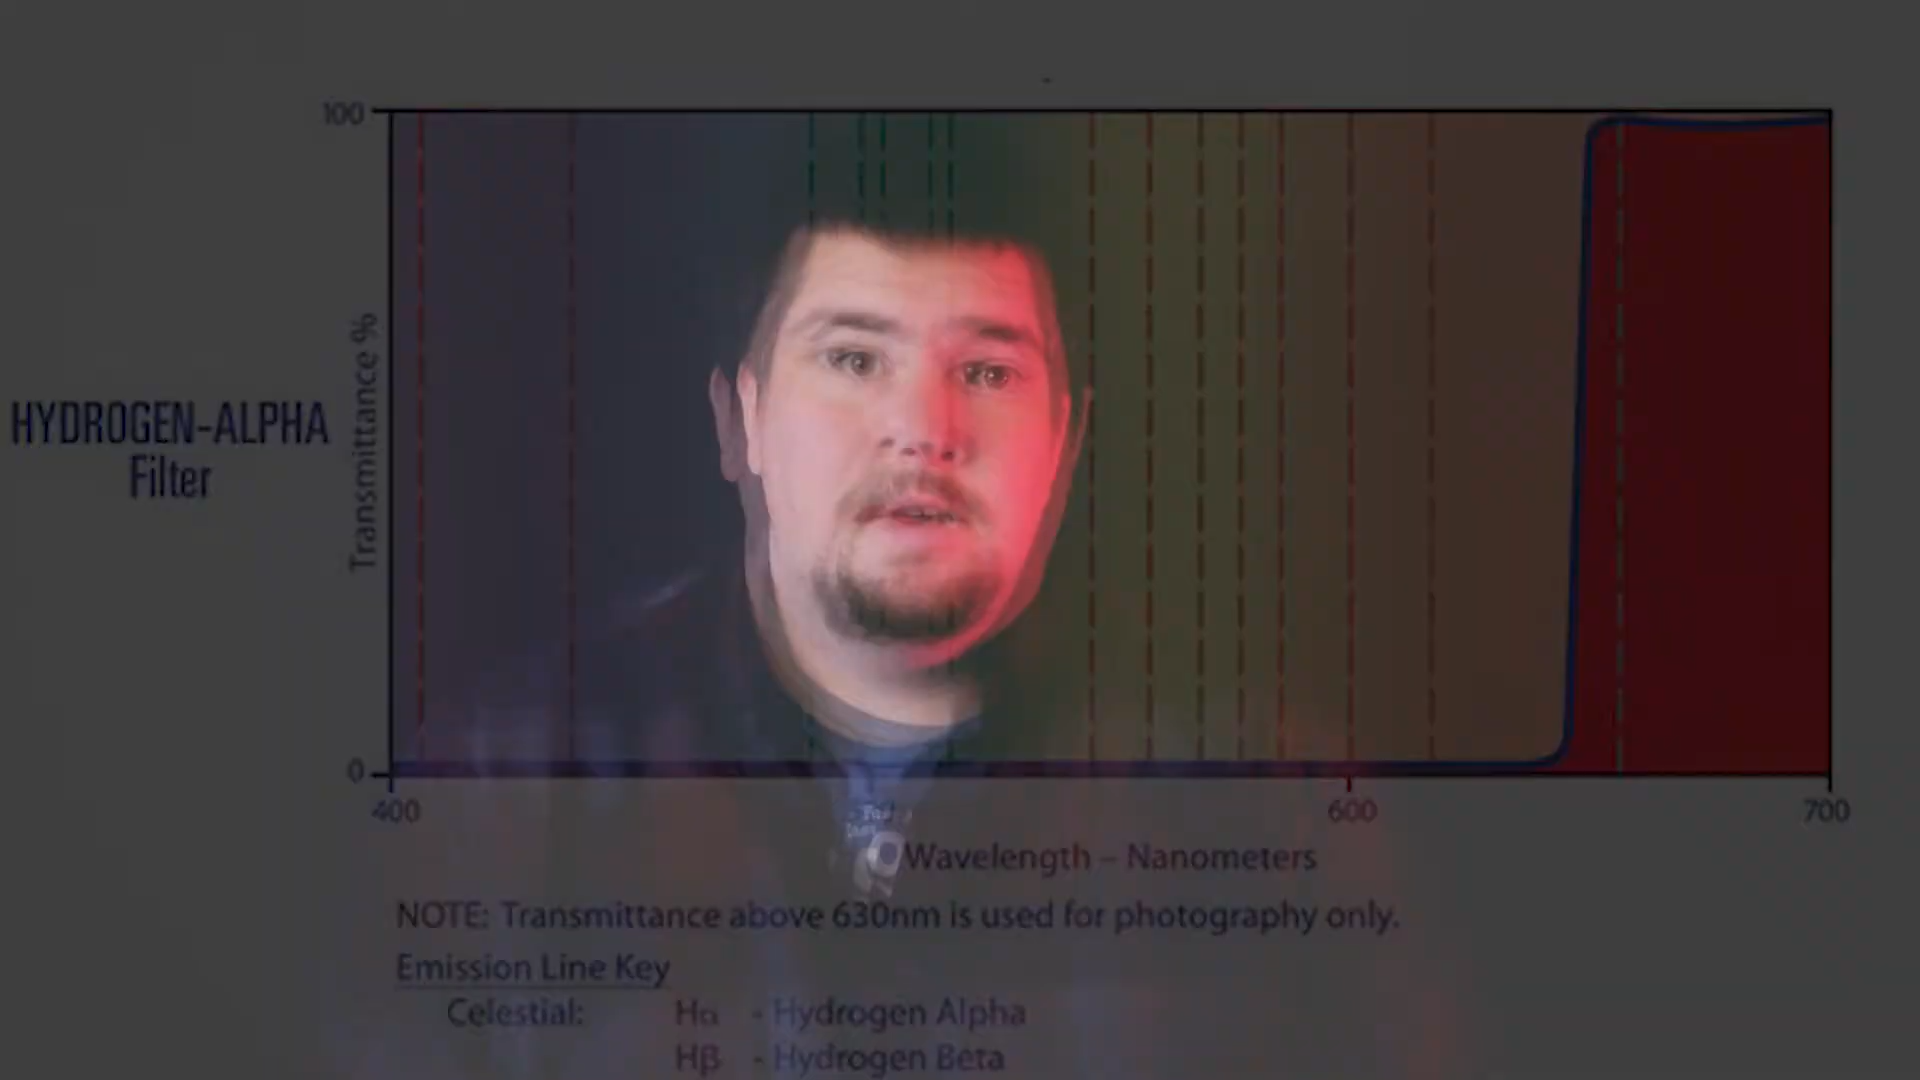 100
Transmittance %
HYDROGEN-ALPHA
Filter
0
400
600
700
Wavelength – Nanometers
NOTE: Transmittance above 630nm is used for photography only.
Emission Line Key
Celestial:
Hα - Hydrogen Alpha
Hβ - Hydrogen Beta